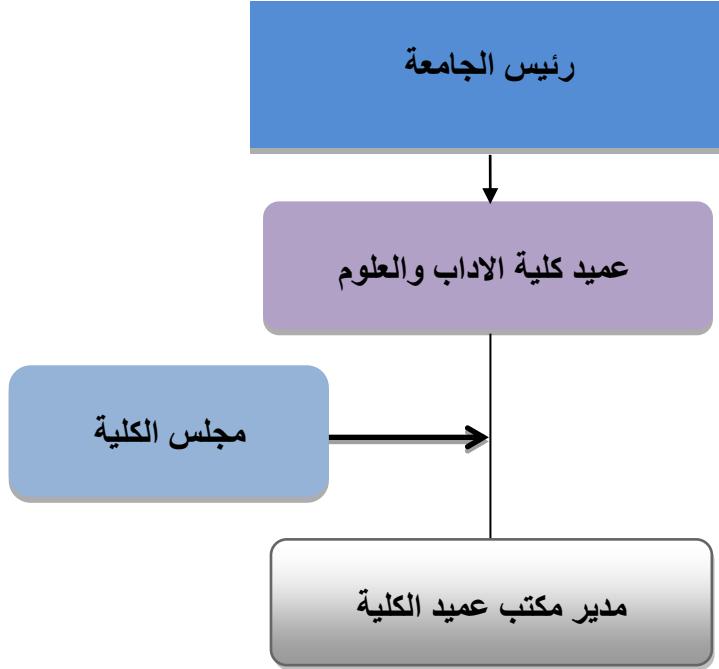 رئيس الجامعة
عميد كلية الاداب والعلوم
مجلس الكلية
مدير مكتب عميد الكلية